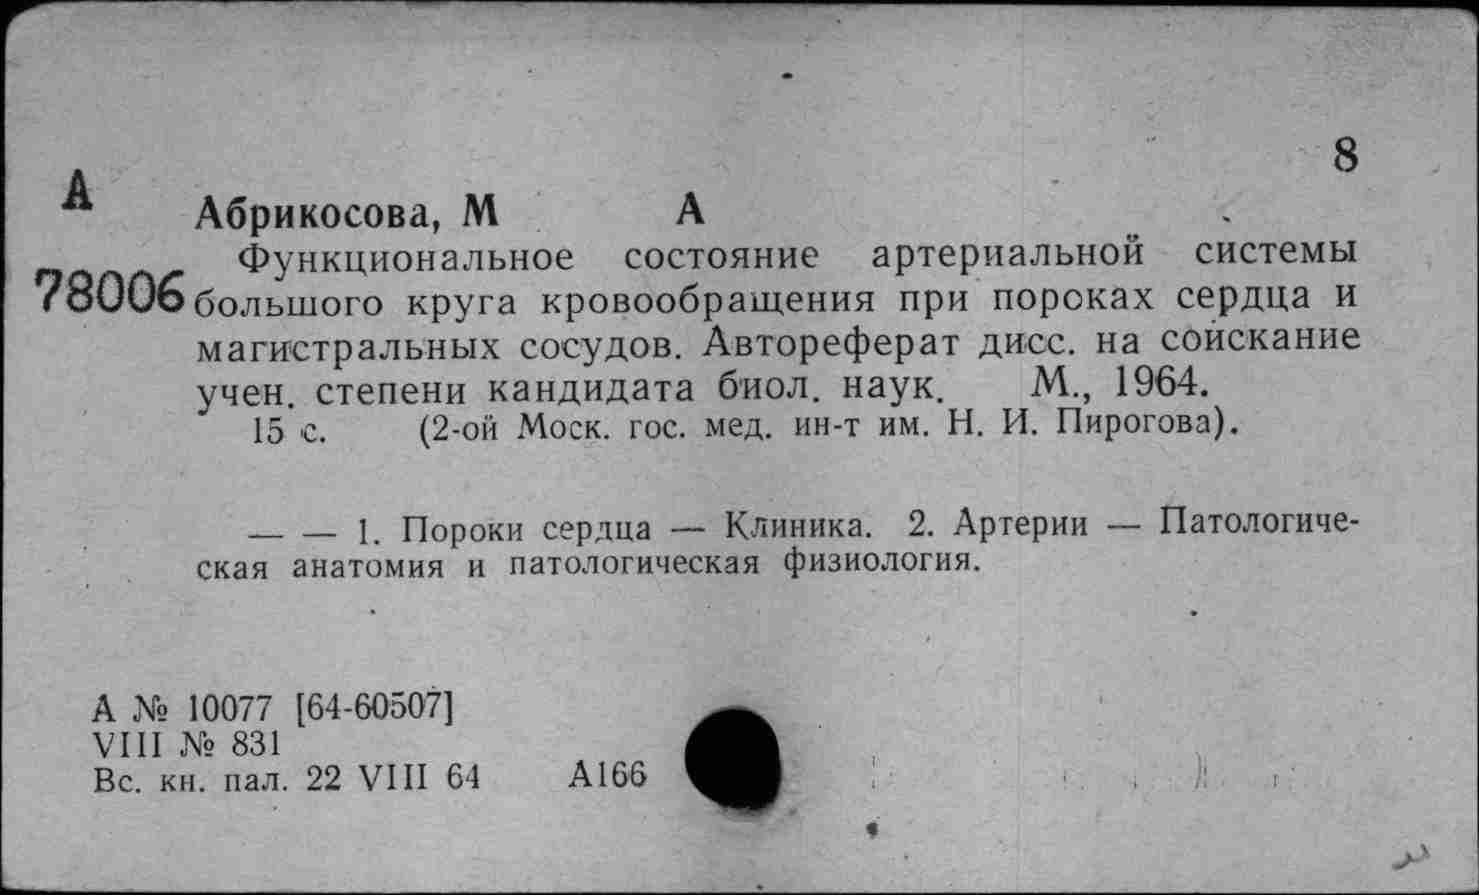 8
А
Абрикосова, М А
Функциональное состояние артериальной системы
78006 большого круга кровообращения при пороках сердца и
магистральных сосудов. Автореферат дисс. на соискание
учен. степени кандидата биол. наук. М., 1964.
15 с. (2-ой Моск. гос. мед. ин-т им. Н. И. Пирогова).
— — 1. Пороки сердца — Клиника. 2. Артерии — Патологиче-
ская анатомия и патологическая физиология.
А № 10077 [64-60507]
VIII № 831
Вс. кн. пал. 22 VIII 64 А166